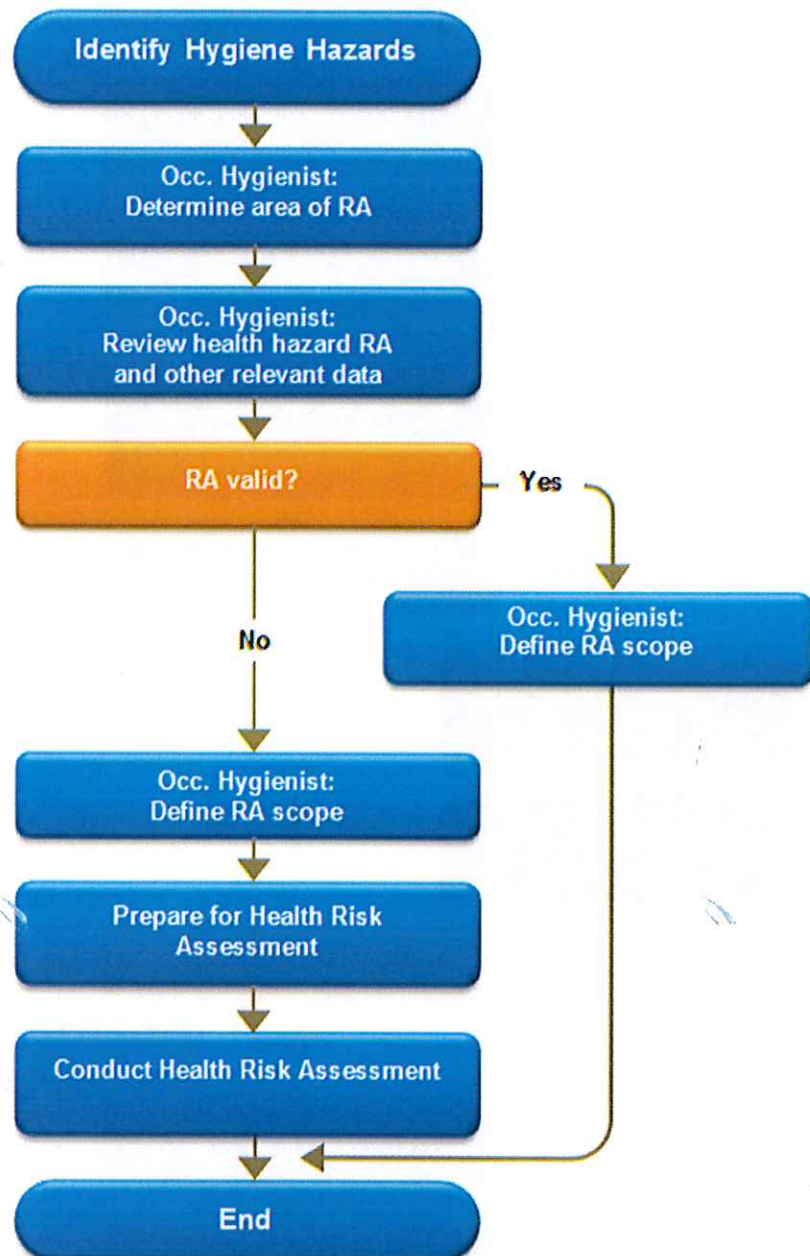 Identify Hygiene Hazards
Occ. Hygienist:
Determine area of RA
Occ. Hygienist:
Review health hazard RA
and other relevant data
RA valid?
Yes
Occ. Hygienist:
Define RA scope
No
Occ. Hygienist:
Define RA scope
Prepare for Health Risk
Assessment
Conduct Health Risk Assessment
End